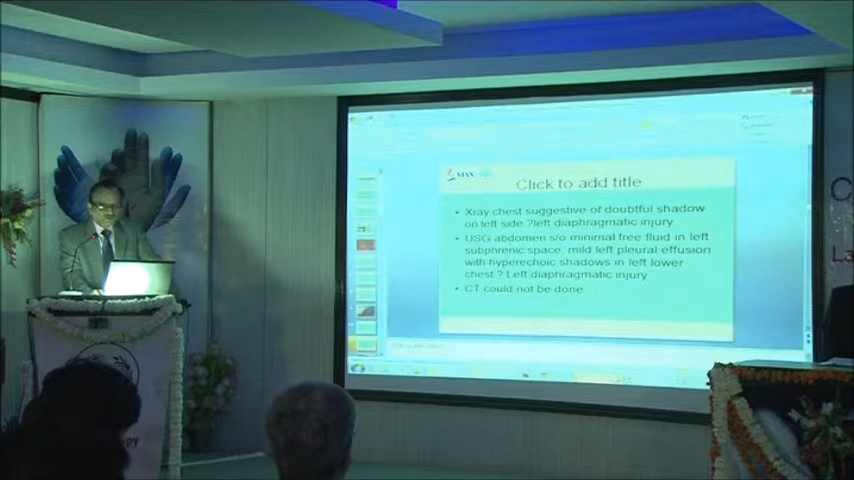 MAX
Click to add title
• Xray chest suggestive of doubtful shadow
on left side ?left diaphragmatic injury
• USG abdomen s/o minimal free fluid in left
subphrenic space, mild left pleural effusion
with hyperechoic shadows in left lower
chest ? Left diaphragmatic injury
• CT could not be done